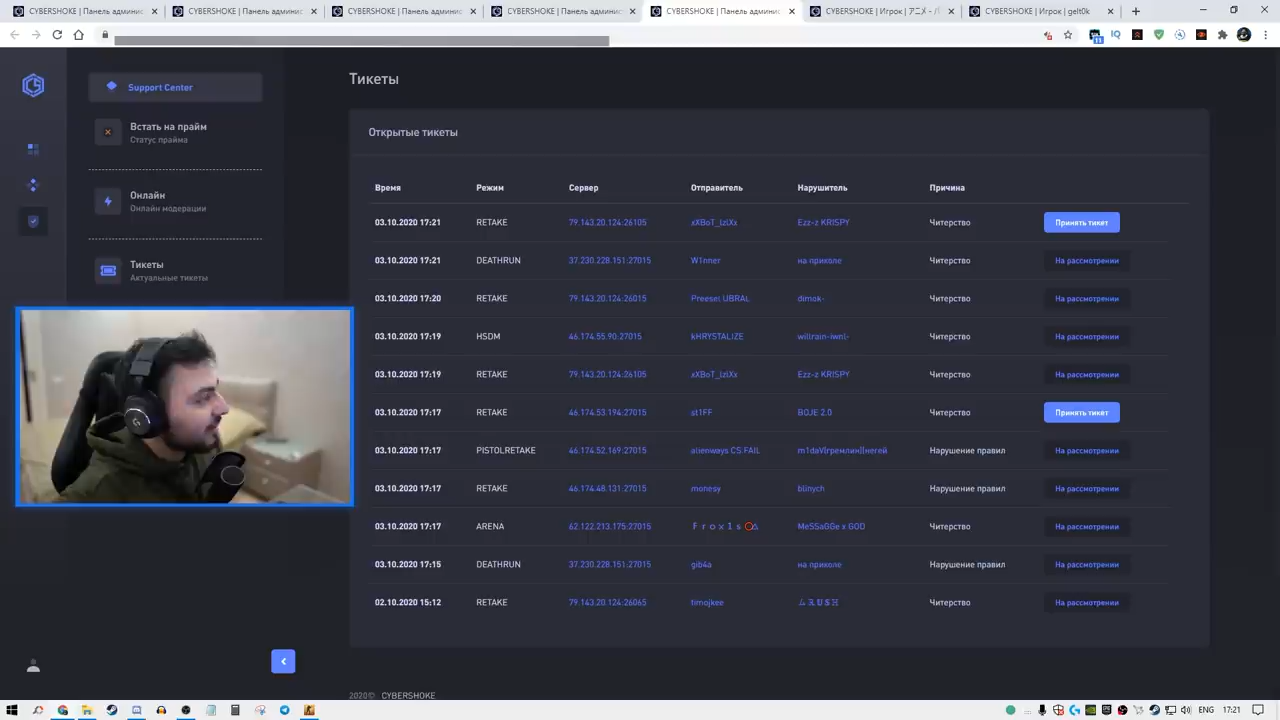 CYBERSHOKE | Панель админис
CYBERSHOKE | Панель админис
CYBERSHOKE | Панель админис
CYBERSHOKE | Панель админис
CYBERSHOKE | Панель админис
CYBERSHOKE | Игрок | アニメ -
CYBERSHOKE | Игрок | gelt0k
11
IQ
Support Center
Встать на прайм
Статус прайма
Онлайн
Онлайн модерации
Тикеты
Актуальные тикеты
Тикеты
Открытые тикеты
Время Режим Сервер Отправитель Нарушитель Причина
03.10.2020 17:21 RETAKE 79.143.20.124:26105 xXBoT_IzIXx Ezz-z KRISPY Читерство Принять тикет
03.10.2020 17:21 DEATHRUN 37.230.228.151:27015 W1nner на приколе Читерство На рассмотрении
03.10.2020 17:20 RETAKE 79.143.20.124:26015 Preeset UBRAL dimok- Читерство На рассмотрении
03.10.2020 17:19 HSDM 46.174.55.90:27015 kHRYSTALIZE willrain-iwnl- Читерство На рассмотрении
03.10.2020 17:19 RETAKE 79.143.20.124:26105 xXBoT_IzIXx Ezz-z KRISPY Читерство На рассмотрении
03.10.2020 17:17 RETAKE 46.174.53.194:27015 st1FF BOJE 2.0 Читерство Принять тикет
03.10.2020 17:17 PISTOLRETAKE 46.174.52.169:27015 alienways CS.FAIL m1daV[гремлин][негей Нарушение правил На рассмотрении
03.10.2020 17:17 RETAKE 46.174.48.131:27015 monesy blinych Нарушение правил На рассмотрении
03.10.2020 17:17 ARENA 62.122.213.175:27015 Ｆｒｏｘ１ｓ MeSSaGGe x GOD Читерство На рассмотрении
03.10.2020 17:15 DEATHRUN 37.230.228.151:27015 gib4a на приколе Нарушение правил На рассмотрении
02.10.2020 15:12 RETAKE 79.143.20.124:26065 timojkee Читерство На рассмотрении
2020© CYBERSHOKE
ENG 17:21